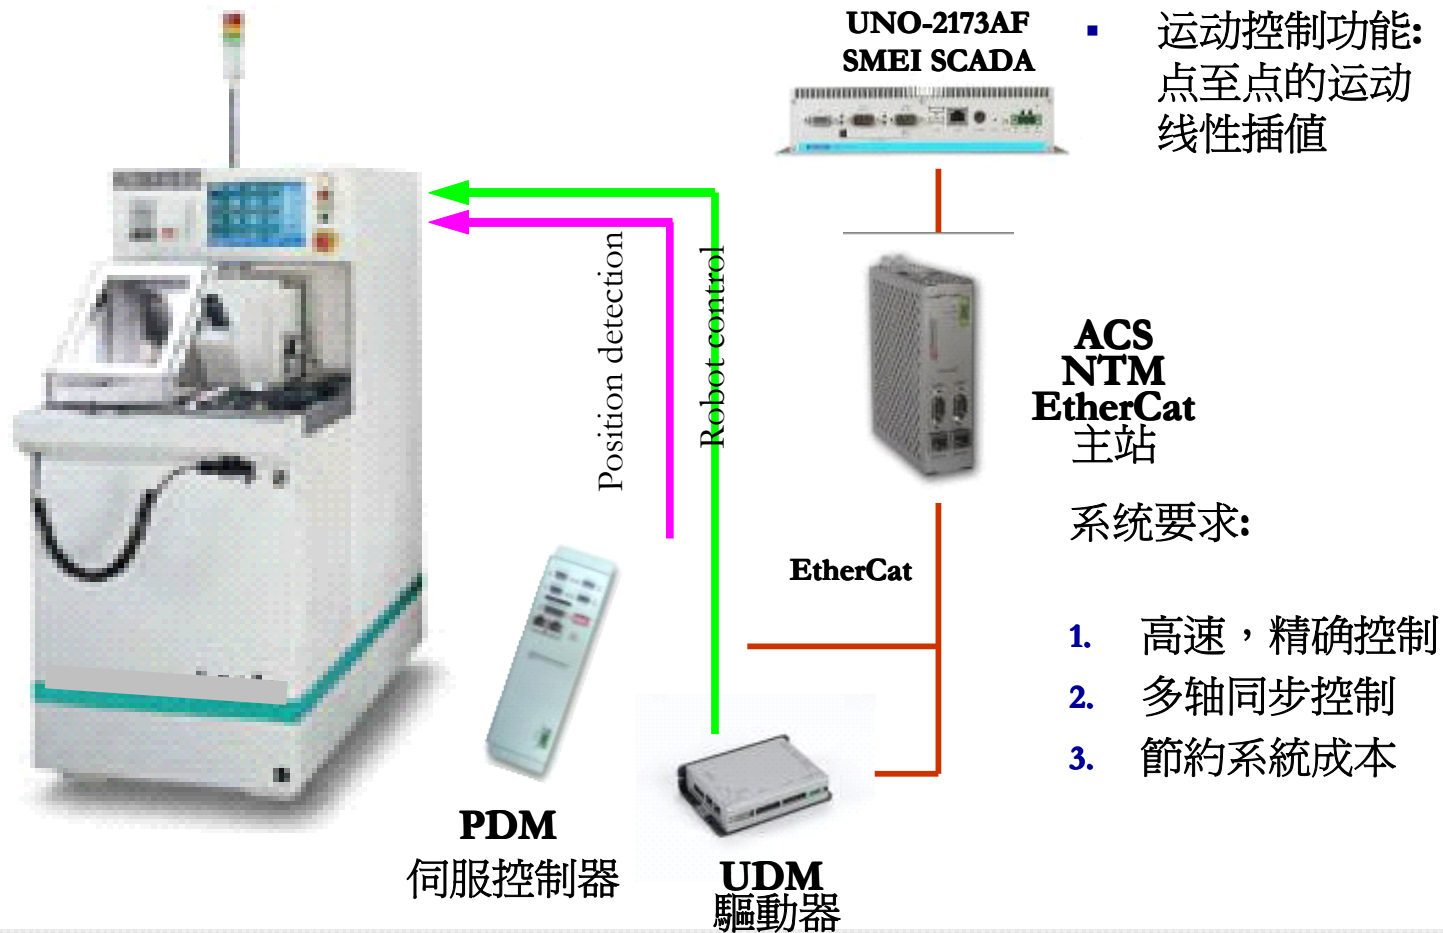 UNO-2173AF
SMEI SCADA
▪ 运动控制功能:
点至点的运动
线性插値
Position detection
Robot control
ACS
NTM
EtherCat
主站
系统要求:
EtherCat
1. 高速，精确控制
2. 多轴同步控制
3. 節約系統成本
PDM
伺服控制器
UDM
驅動器